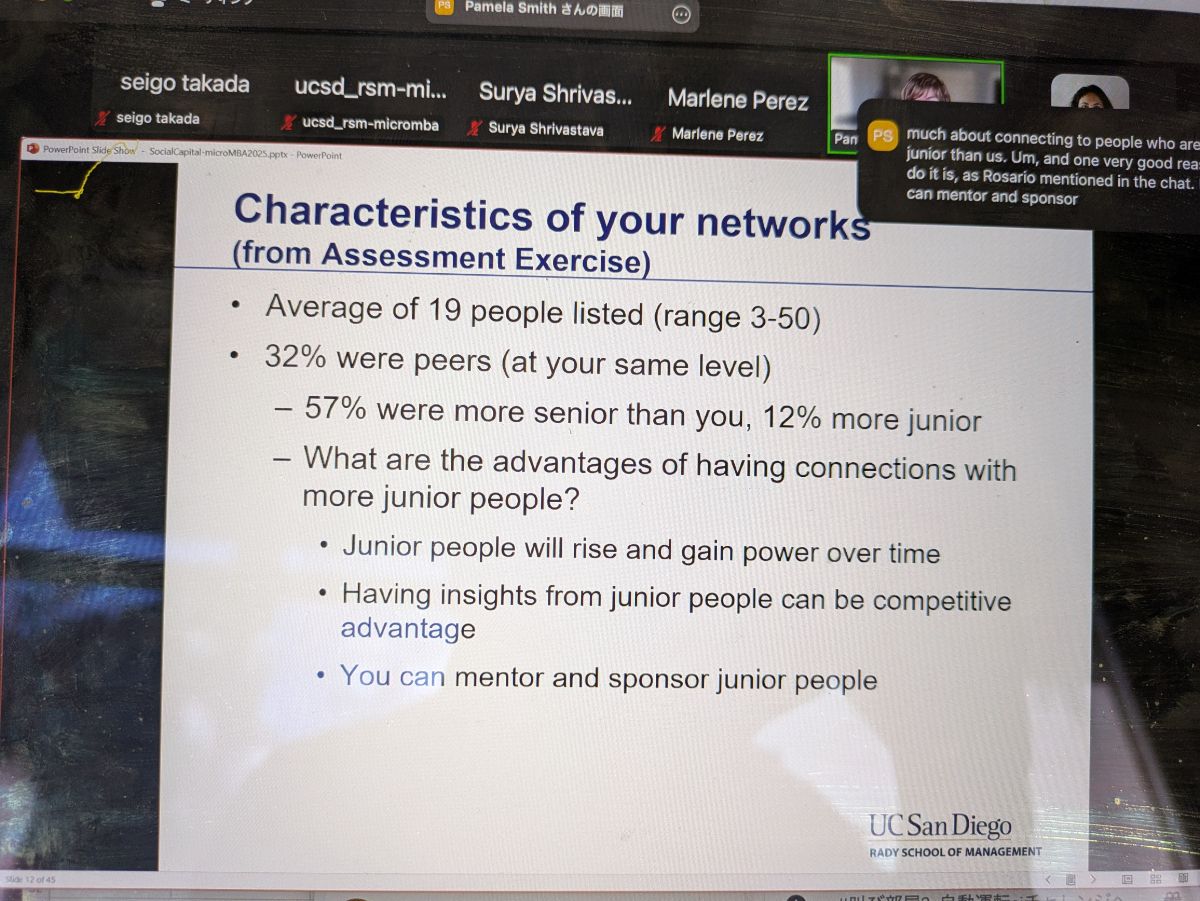 PS Pamela Smith さんの画面
seigo takada
ucsd_rsm-mi...
Surya Shrivas...
Marlene Perez
seigo takada
ucsd_rsm-micromba
Surya Shrivastava
Marlene Perez
Pam
PS
much about connecting to people who are
junior than us. Um, and one very good rea
do it is, as Rosario mentioned in the chat.
can mentor and sponsor
PowerPoint Slide Show - SocialCapital-microMBA2025.pptx - PowerPoint
Characteristics of your networks
(from Assessment Exercise)
• Average of 19 people listed (range 3-50)
• 32% were peers (at your same level)
– 57% were more senior than you, 12% more junior
– What are the advantages of having connections with
more junior people?
• Junior people will rise and gain power over time
• Having insights from junior people can be competitive
advantage
• You can mentor and sponsor junior people
UC San Diego
RADY SCHOOL OF MANAGEMENT
Slide 12 of 45